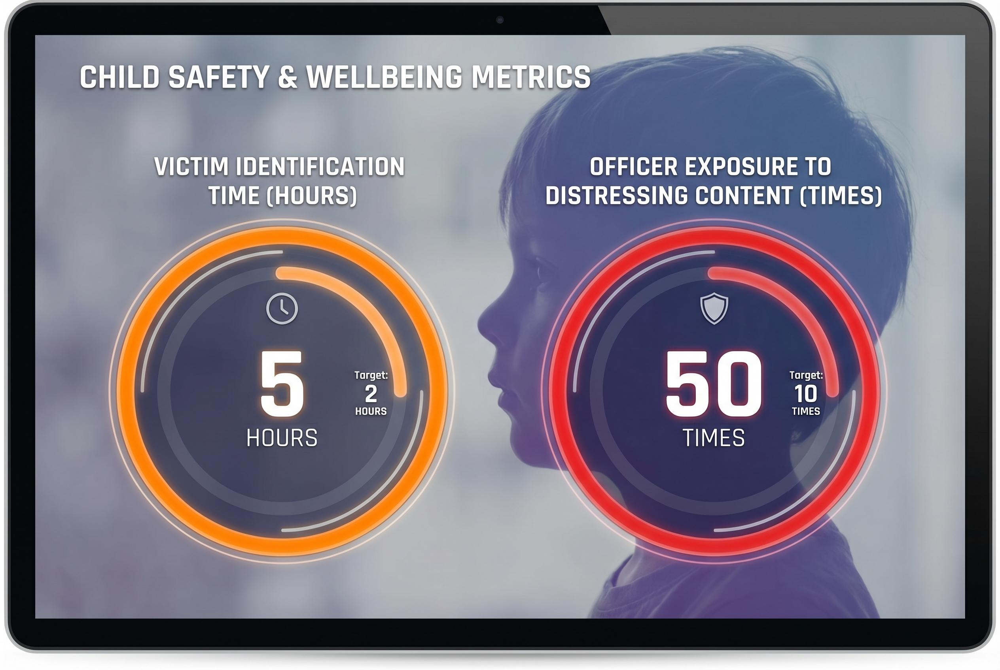 CHILD SAFETY & WELLBEING METRICS
VICTIM IDENTIFICATION
TIME (HOURS)
5
HOURS
Target:
2
HOURS
OFFICER EXPOSURE TO
DISTRESSING CONTENT (TIMES)
50
TIMES
Target:
10
TIMES